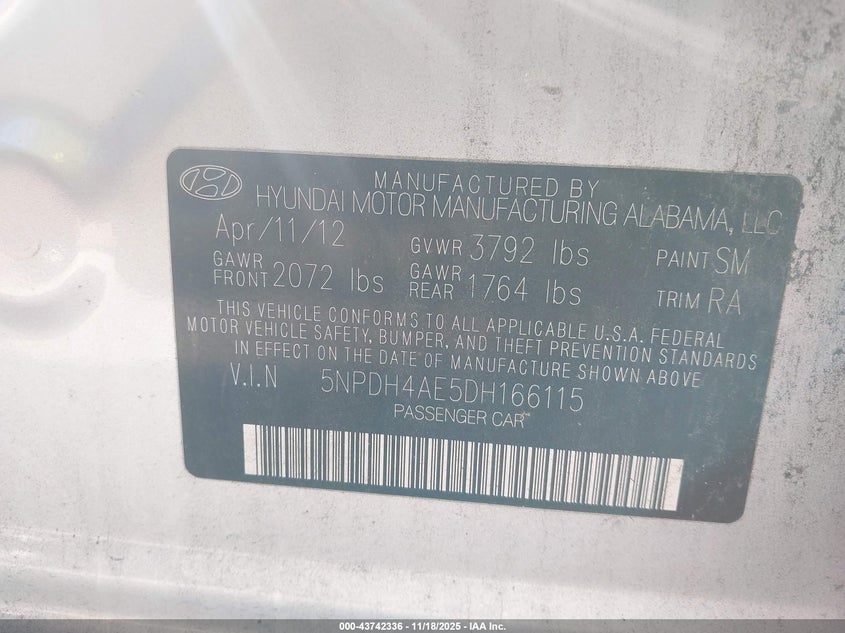 MANUFACTURED BY
HYUNDAI MOTOR MANUFACTURING ALABAMA, LLC
Apr/11/12 GVWR 3792 lbs PAINT SM
GAWR FRONT 2072 lbs GAWR REAR 1764 lbs TRIM RA
THIS VEHICLE CONFORMS TO ALL APPLICABLE U.S.A. FEDERAL
MOTOR VEHICLE SAFETY, BUMPER, AND THEFT PREVENTION STANDARDS
IN EFFECT ON THE DATE OF MANUFACTURE SHOWN ABOVE
V.I.N 5NPDH4AE5DH166115
PASSENGER CAR
000-43742336 - 11/18/2025 - IAA Inc.